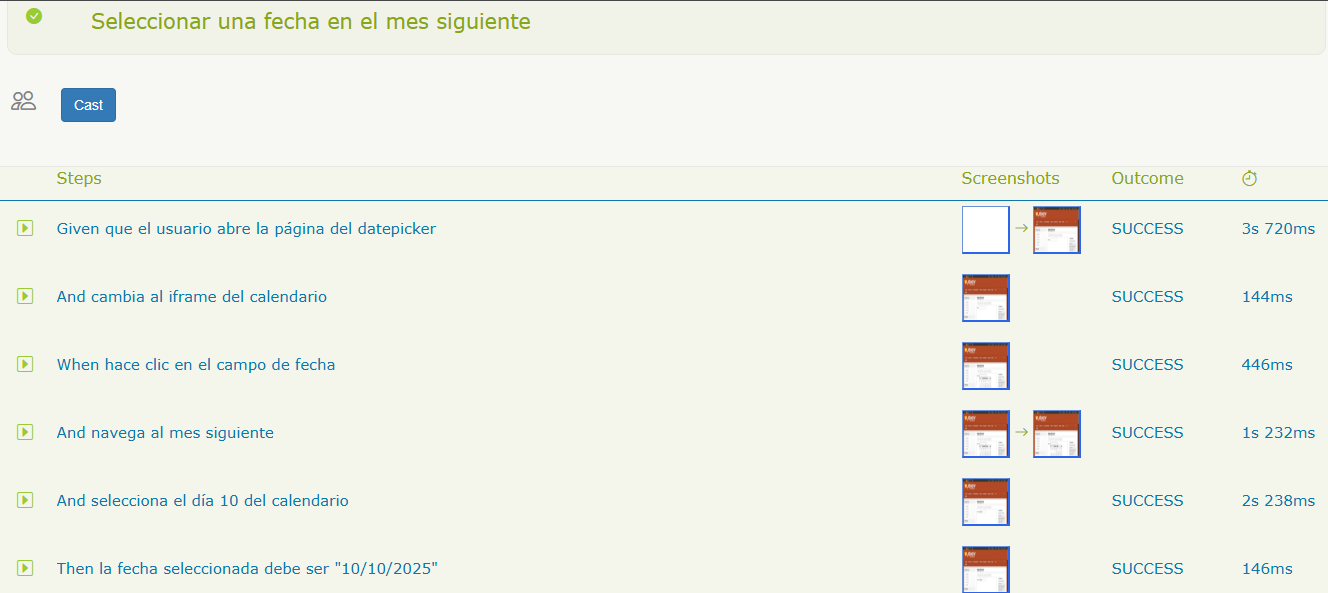 Seleccionar una fecha en el mes siguiente
Cast
Steps Screenshots Outcome
Given que el usuario abre la página del datepicker SUCCESS 3s 720ms
And cambia al iframe del calendario SUCCESS 144ms
When hace clic en el campo de fecha SUCCESS 446ms
And navega al mes siguiente SUCCESS 1s 232ms
And selecciona el día 10 del calendario SUCCESS 2s 238ms
Then la fecha seleccionada debe ser "10/10/2025" SUCCESS 146ms